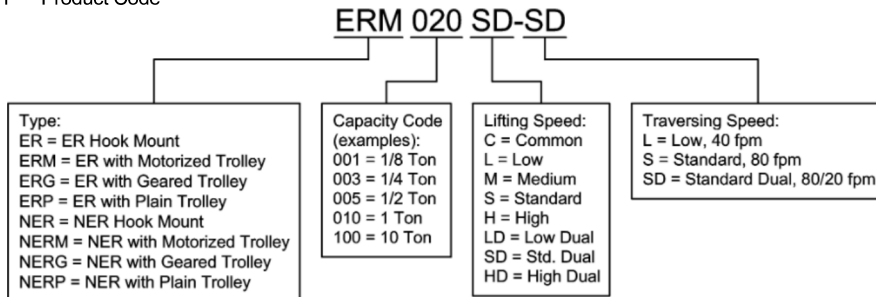 Product Code
ERM 020 SD-SD
Type:
ER = ER Hook Mount
ERM = ER with Motorized Trolley
ERG = ER with Geared Trolley
ERP = ER with Plain Trolley
NER = NER Hook Mount
NERM = NER with Motorized Trolley
NERG = NER with Geared Trolley
NERP = NER with Plain Trolley
Capacity Code
(examples):
001 = 1/8 Ton
003 = 1/4 Ton
005 = 1/2 Ton
010 = 1 Ton
100 = 10 Ton
Lifting Speed:
C = Common
L = Low
M = Medium
S = Standard
H = High
LD = Low Dual
SD = Std. Dual
HD = High Dual
Traversing Speed:
L = Low, 40 fpm
S = Standard, 80 fpm
SD = Standard Dual, 80/20 fpm